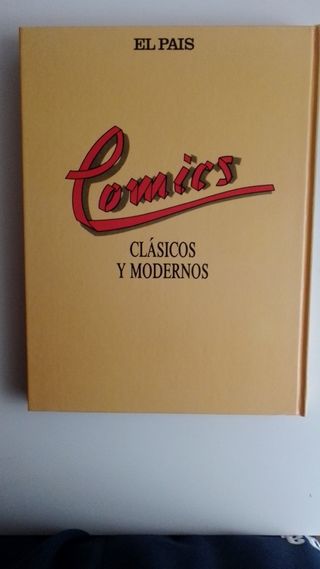 EL PAIS
Comics
CLÁSICOS
Y MODERNOS